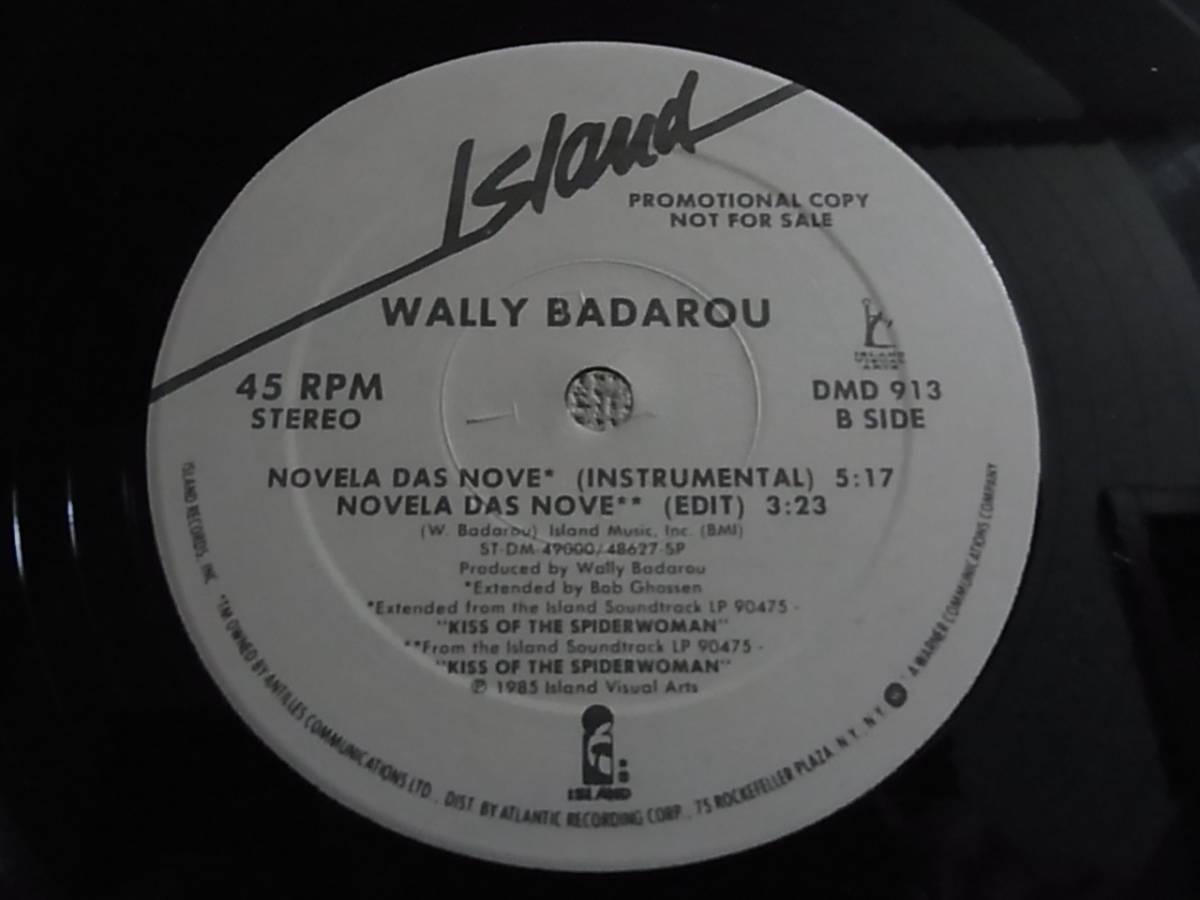 Island
PROMOTIONAL COPY
NOT FOR SALE
WALLY BADAROU
ISLAND
VISUAL
ARTS
45 RPM
STEREO
DMD 913
B SIDE
NOVELA DAS NOVE* (INSTRUMENTAL) 5:17
NOVELA DAS NOVE** (EDIT) 3:23
(W. Badarou) Island Music, Inc. (BMI)
ST-DM-49000/48627-SP
Produced by Wally Badarou
*Extended by Bob Ghossen
*Extended from the Island Soundtrack LP 90475 -
"KISS OF THE SPIDERWOMAN"
**From the Island Soundtrack LP 90475 -
"KISS OF THE SPIDERWOMAN"
℗ 1985 Island Visual Arts
ISLAND
ISLAND RECORDS, INC. *TM OWNED BY ANTILLES COMMUNICATIONS LTD., DIST. BY ATLANTIC RECORDING CORP., 75 ROCKEFELLER PLAZA, N.Y., N.Y. A WARNER COMMUNICATIONS COMPANY